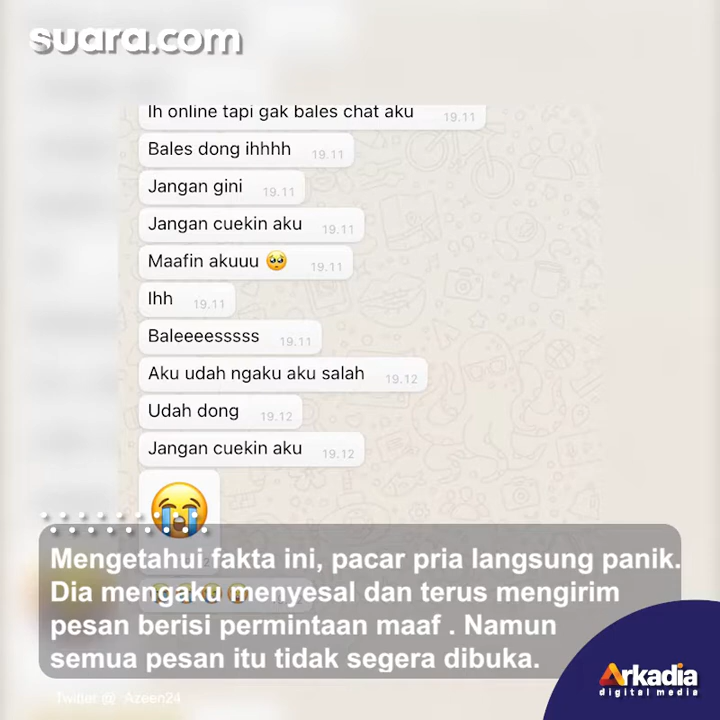 suara.com
Ih online tapi gak bales chat aku 19.11
Bales dong ihhhh 19.11
Jangan gini 19.11
Jangan cuekin aku 19.11
Maafin akuuu 🥺 19.11
Ihh 19.11
Baleeeesssss 19.11
Aku udah ngaku aku salah 19.12
Udah dong 19.12
Jangan cuekin aku 19.12
😭
Mengetahui fakta ini, pacar pria langsung panik.
Dia mengaku menyesal dan terus mengirim
pesan berisi permintaan maaf . Namun
semua pesan itu tidak segera dibuka.
Arkadia
digital media
Twitter @_Azeen24